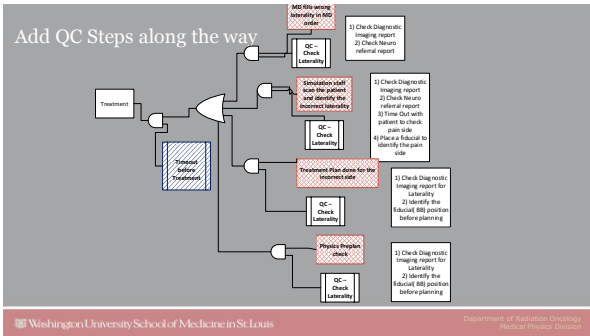 MD fills wrong
laterality in MD
order
Add QC Steps along the way
QC –
Check
Laterality
1) Check Diagnostic
Imaging report
2) Check Neuro
referral report
Simulation staff
scan the patient
and identify the
incorrect laterality
QC –
Check
Laterality
1) Check Diagnostic
Imaging report
2) Check Neuro
referral report
3) Time Out with
patient to check
pain side
4) Place a fiducial to
identify the pain
side
Treatment
Timeout
before
Treatment
Treatment Plan done for the
incorrect side
QC –
Check
Laterality
1) Check Diagnostic
Imaging report for
Laterality
2) Identify the
fiducial( BB) position
before planning
Physics Preplan
check
QC –
Check
Laterality
1) Check Diagnostic
Imaging report for
Laterality
2) Identify the
fiducial( BB) position
before planning
Washington University School of Medicine in St. Louis
Department of Radiation Oncology
Medical Physics Division